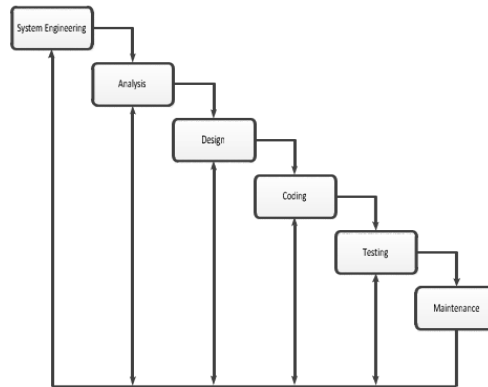 System Engineering
Analysis
Design
Coding
Testing
Maintenance